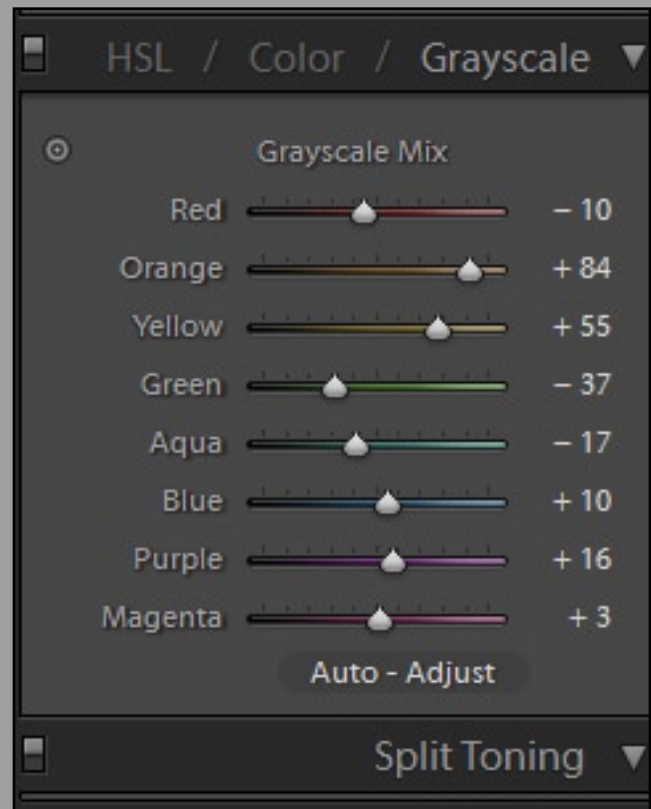 HSL / Color / Grayscale
Grayscale Mix
Red − 10
Orange + 84
Yellow + 55
Green − 37
Aqua − 17
Blue + 10
Purple + 16
Magenta + 3
Auto - Adjust
Split Toning